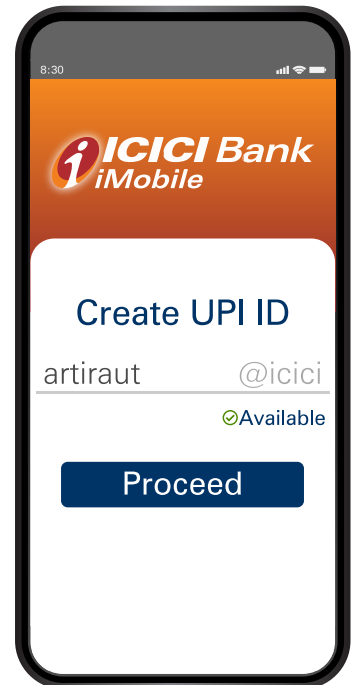 8:30
ICICI Bank
iMobile
Create UPI ID
artiraut @icici
Available
Proceed